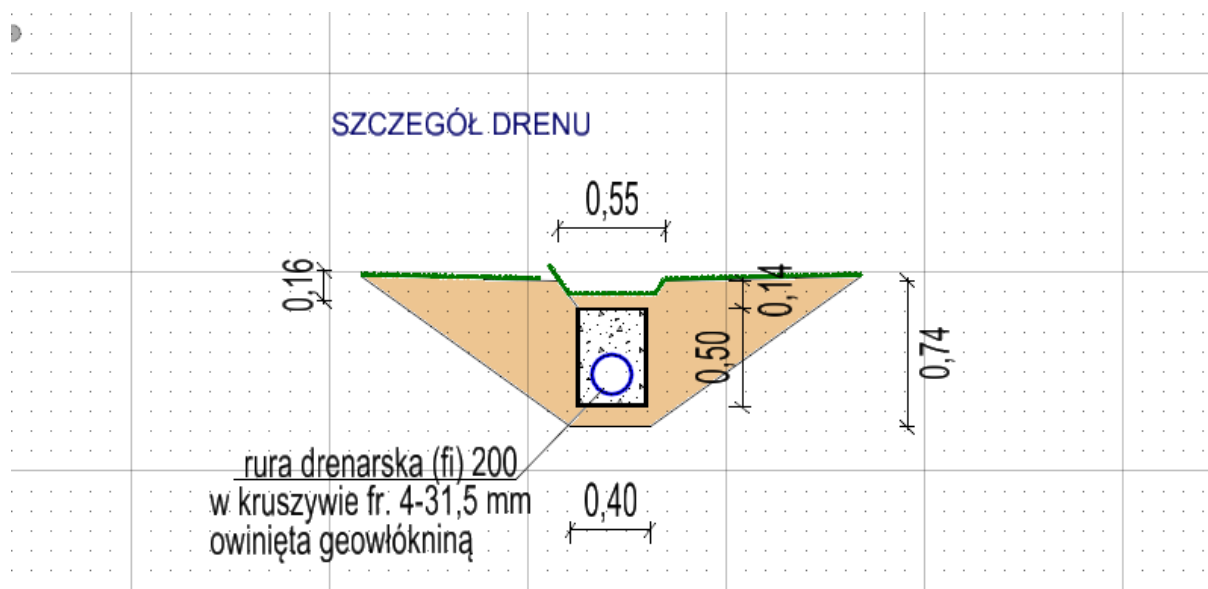 SZCZEGÓŁ DRENU
0,55
0,16
0,14
0,50
0,74
rura drenarska (fi) 200
w kruszywie fr. 4-31,5 mm
owinięta geowłókniną
0,40